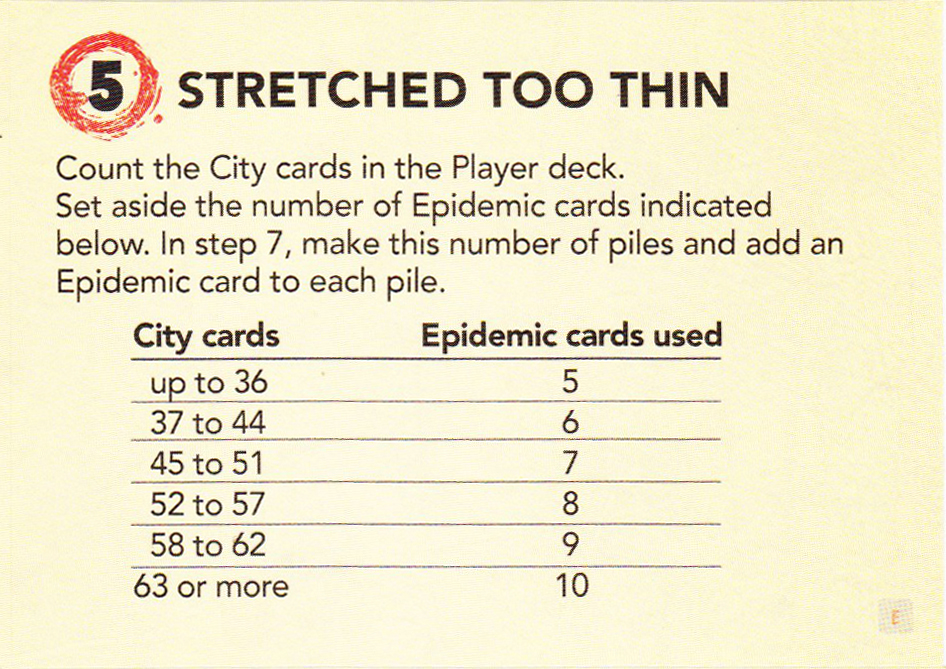 5 STRETCHED TOO THIN
Count the City cards in the Player deck.
Set aside the number of Epidemic cards indicated
below. In step 7, make this number of piles and add an
Epidemic card to each pile.
City cards Epidemic cards used
up to 36 5
37 to 44 6
45 to 51 7
52 to 57 8
58 to 62 9
63 or more 10
E